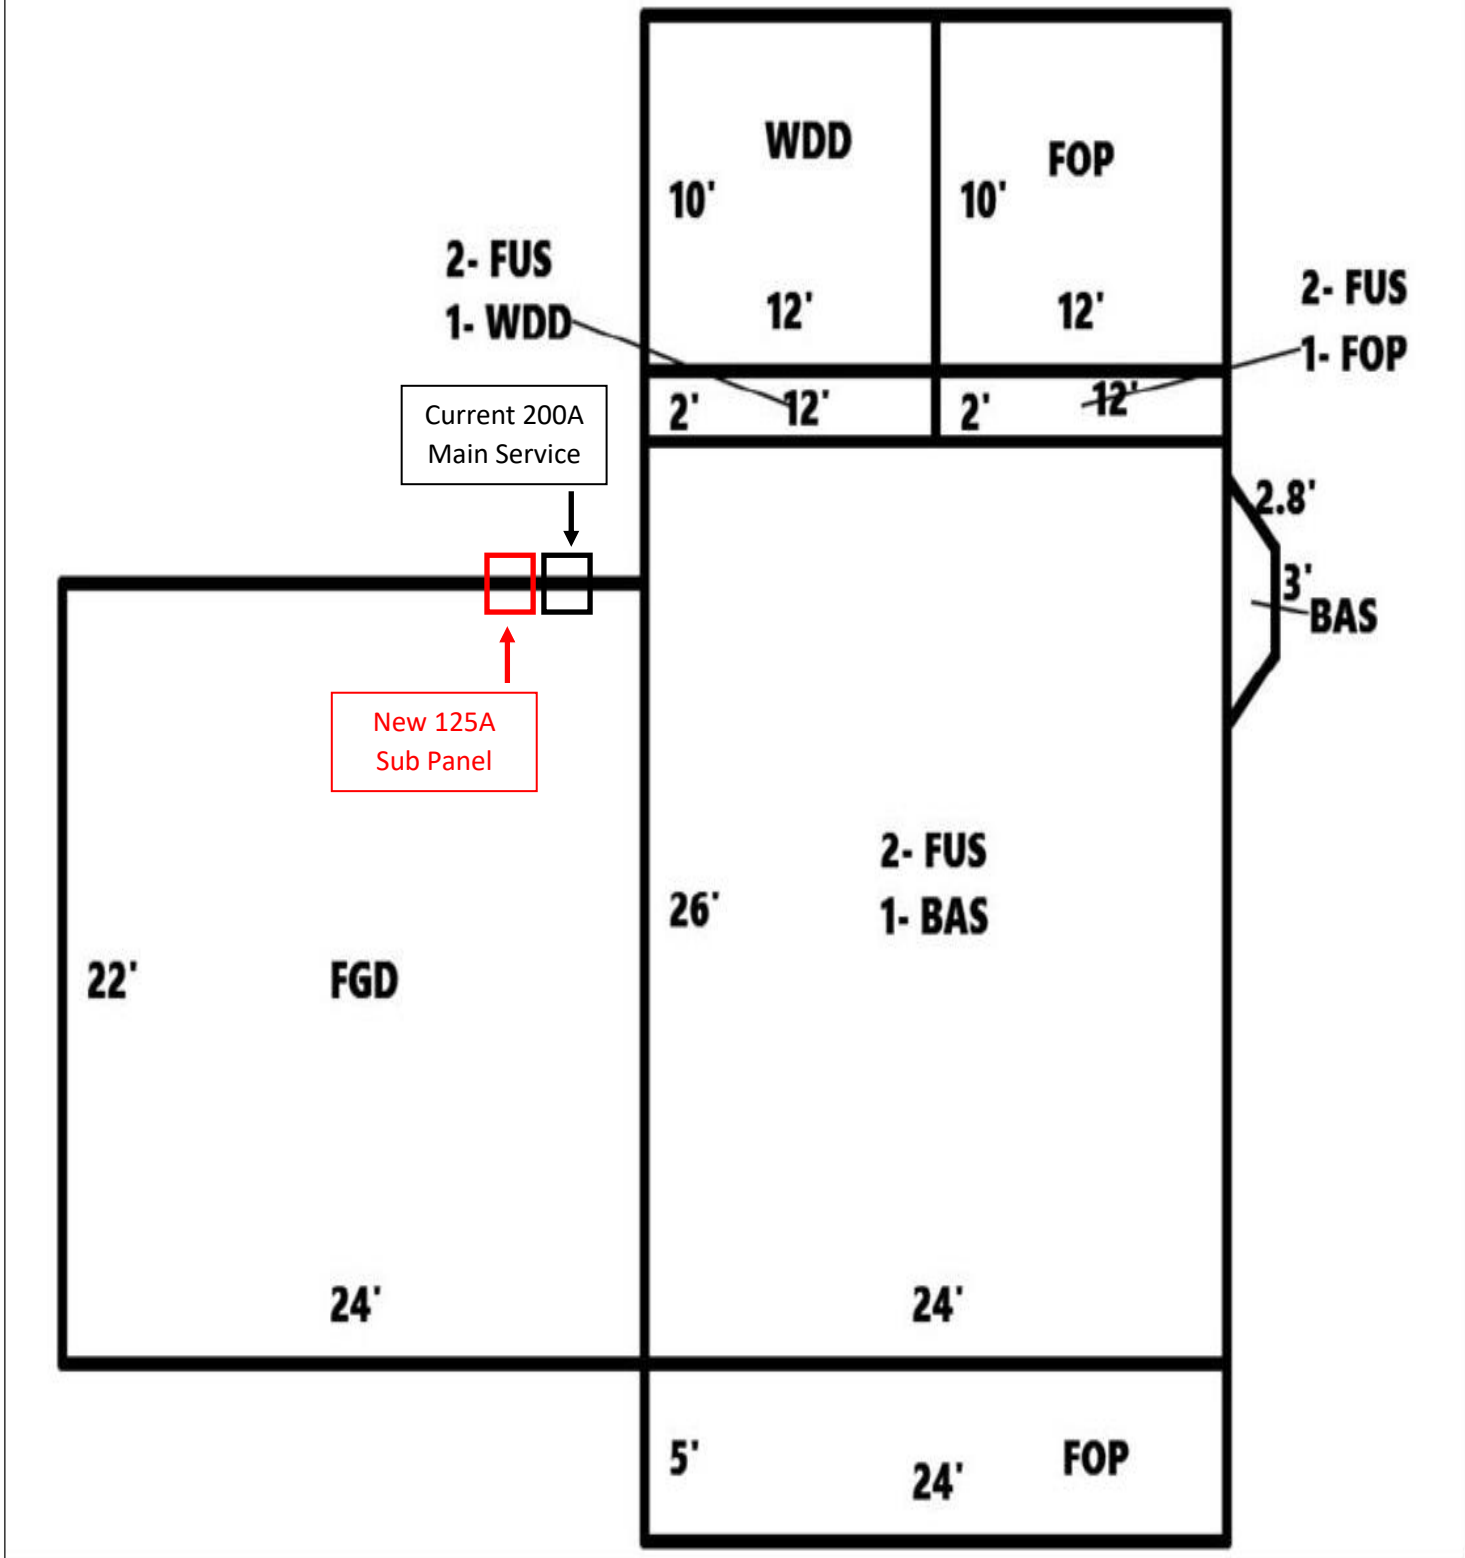 WDD
FOP
10'
10'
12'
12'
2- FUS
1- WDD
2- FUS
1- FOP
2'
12'
2'
12'
Current 200A
Main Service
2.8'
3'
BAS
New 125A
Sub Panel
2- FUS
1- BAS
26'
22'
FGD
24'
24'
5'
24'
FOP